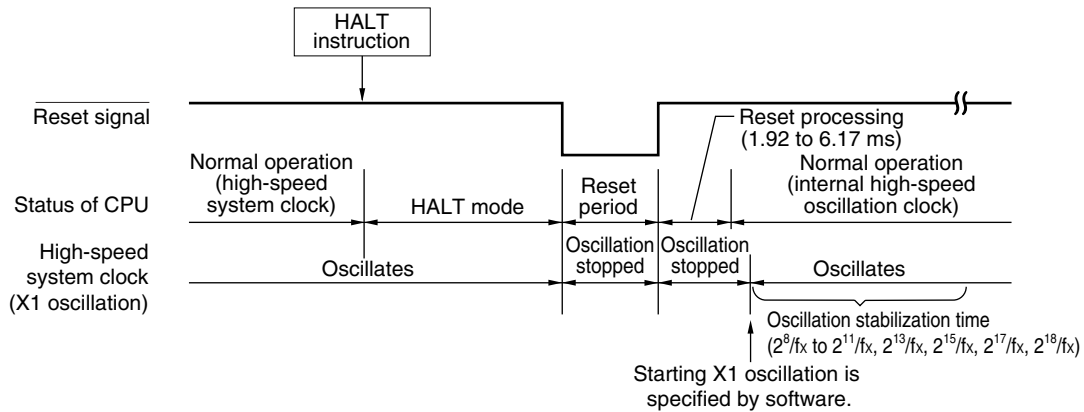 HALT
instruction
Reset signal
Reset processing
(1.92 to 6.17 ms)
Normal operation
(high-speed
system clock)
Status of CPU
HALT mode
Reset
period
Normal operation
(internal high-speed
oscillation clock)
High-speed
system clock
(X1 oscillation)
Oscillates
Oscillation
stopped
Oscillation
stopped
Oscillates
Oscillation stabilization time
(2⁸/fx to 2¹¹/fx, 2¹³/fx, 2¹⁵/fx, 2¹⁷/fx, 2¹⁸/fx)
Starting X1 oscillation is
specified by software.